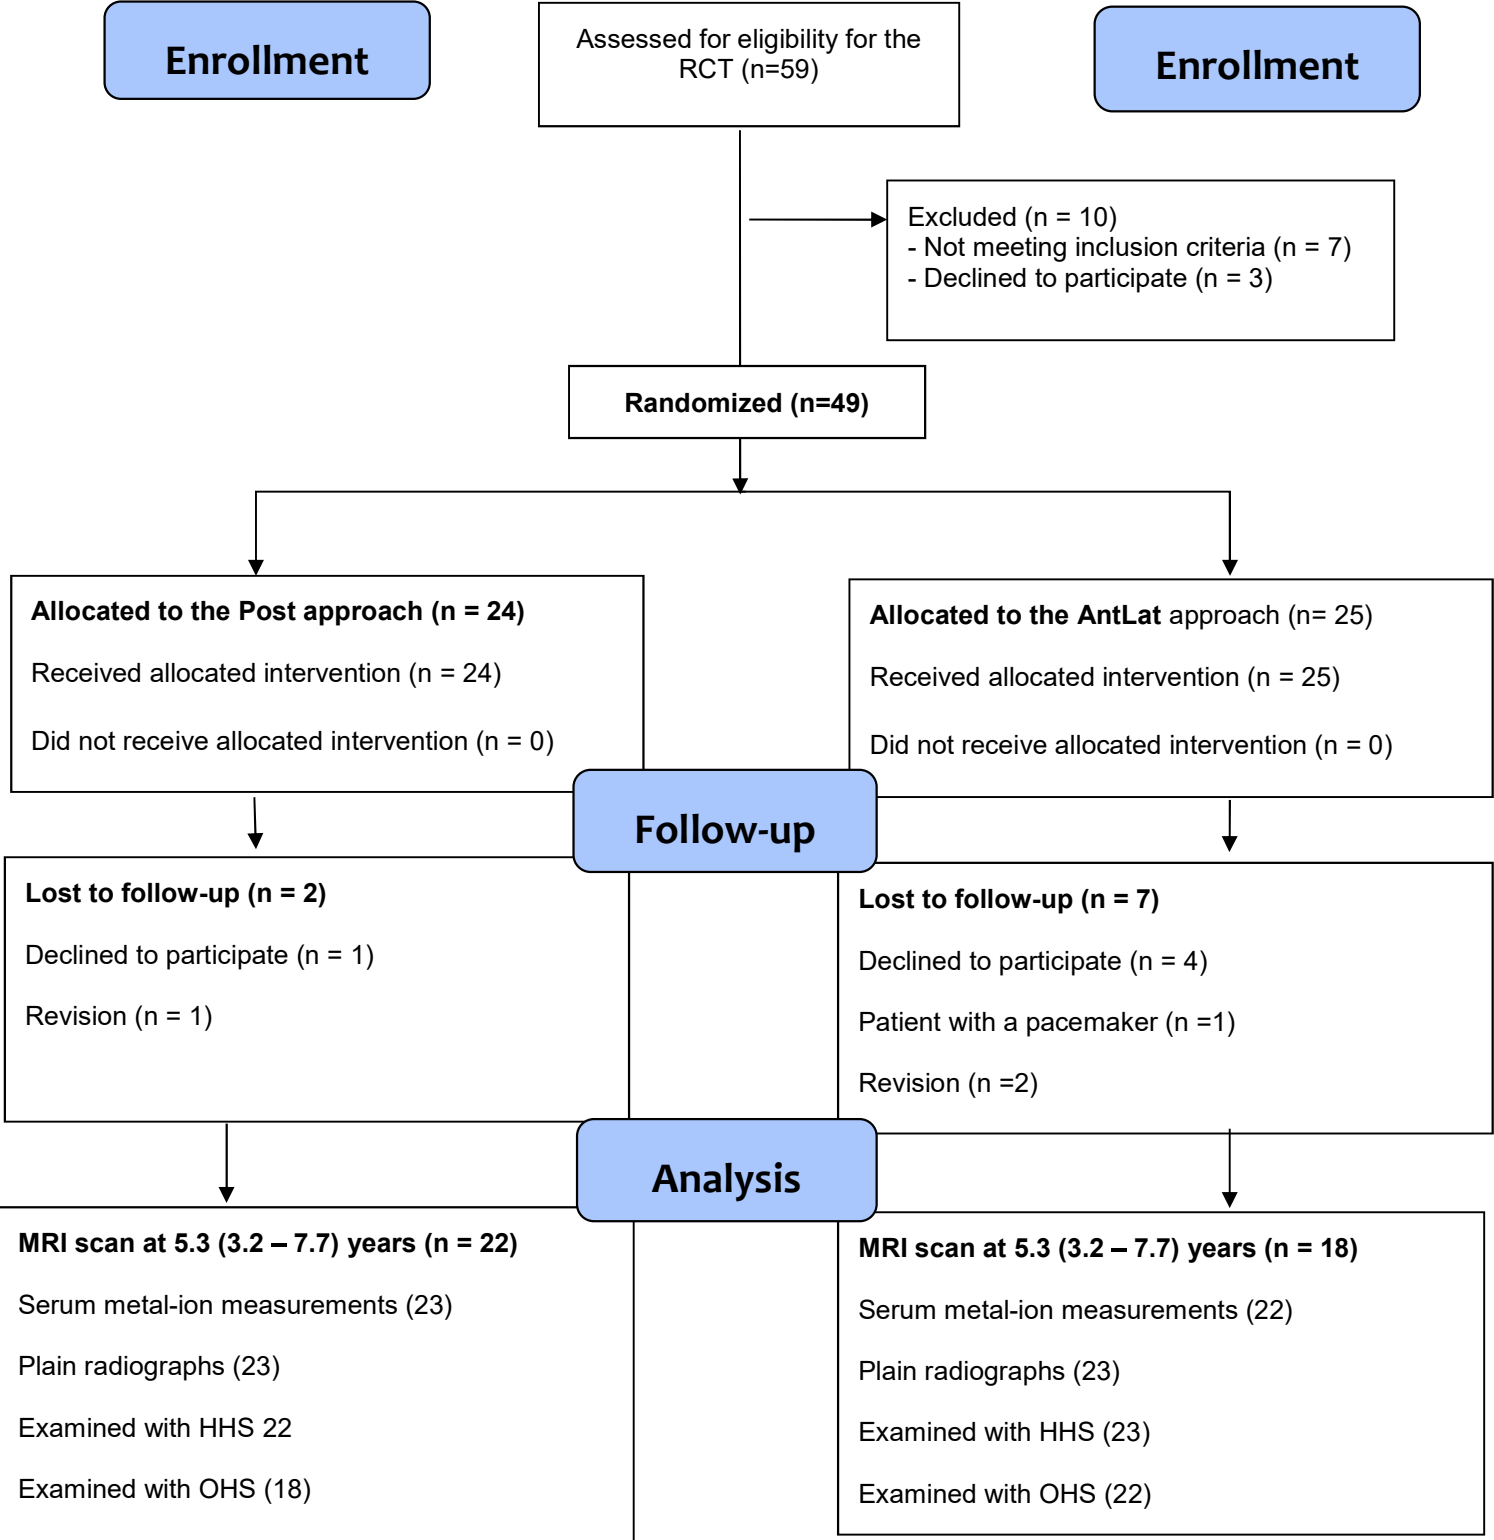 Enrollment
Assessed for eligibility for the
RCT (n=59)
Enrollment
Excluded (n = 10)
- Not meeting inclusion criteria (n = 7)
- Declined to participate (n = 3)
Randomized (n=49)
Allocated to the Post approach (n = 24)
Received allocated intervention (n = 24)
Did not receive allocated intervention (n = 0)
Allocated to the AntLat approach (n= 25)
Received allocated intervention (n = 25)
Did not receive allocated intervention (n = 0)
Follow-up
Lost to follow-up (n = 2)
Declined to participate (n = 1)
Revision (n = 1)
Lost to follow-up (n = 7)
Declined to participate (n = 4)
Patient with a pacemaker (n =1)
Revision (n =2)
Analysis
MRI scan at 5.3 (3.2 – 7.7) years (n = 22)
Serum metal-ion measurements (23)
Plain radiographs (23)
Examined with HHS 22
Examined with OHS (18)
MRI scan at 5.3 (3.2 – 7.7) years (n = 18)
Serum metal-ion measurements (22)
Plain radiographs (23)
Examined with HHS (23)
Examined with OHS (22)